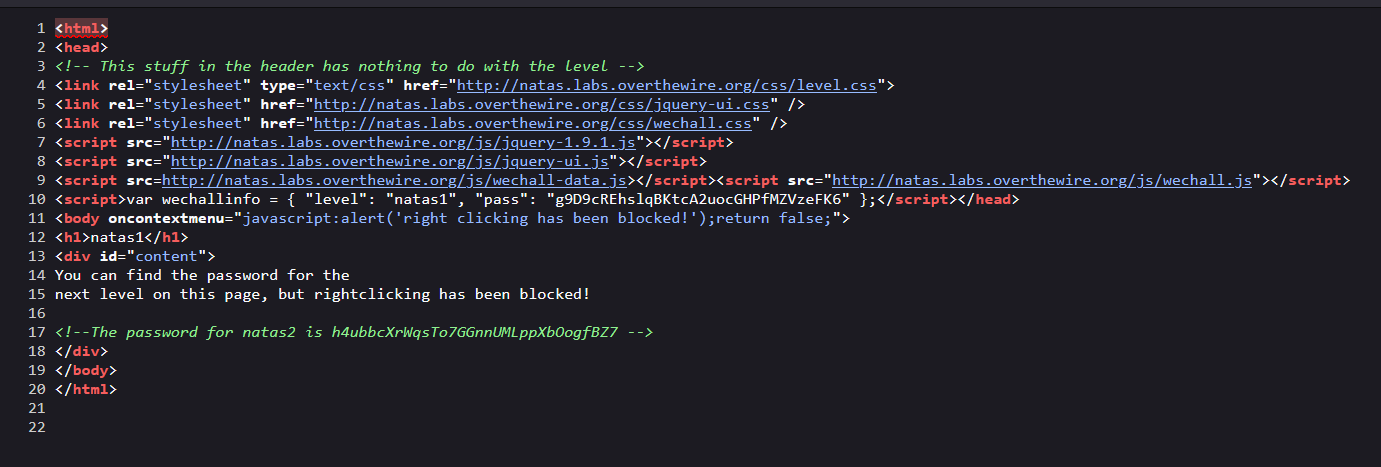 1 <html>
2 <head>
3 <!-- This stuff in the header has nothing to do with the level -->
4 <link rel="stylesheet" type="text/css" href="http://natas.labs.overthewire.org/css/level.css">
5 <link rel="stylesheet" href="http://natas.labs.overthewire.org/css/jquery-ui.css" />
6 <link rel="stylesheet" href="http://natas.labs.overthewire.org/css/wechall.css" />
7 <script src="http://natas.labs.overthewire.org/js/jquery-1.9.1.js"></script>
8 <script src="http://natas.labs.overthewire.org/js/jquery-ui.js"></script>
9 <script src=http://natas.labs.overthewire.org/js/wechall-data.js></script><script src="http://natas.labs.overthewire.org/js/wechall.js"></script>
10 <script>var wechallinfo = { "level": "natas1", "pass": "g9D9cREhslqBKtcA2uocGHPfMZVzeFK6" };</script></head>
11 <body oncontextmenu="javascript:alert('right clicking has been blocked!');return false;">
12 <h1>natas1</h1>
13 <div id="content">
14 You can find the password for the
15 next level on this page, but rightclicking has been blocked!
16
17 <!--The password for natas2 is h4ubbcXrWqsTo7GGnnUMLppXbOogfBZ7 -->
18 </div>
19 </body>
20 </html>
21
22